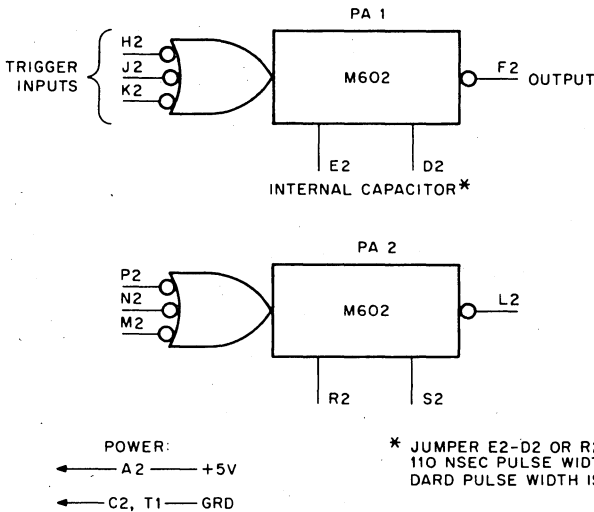 PA 1
H2
J2
K2
TRIGGER
INPUTS
M602
F2 OUTPUT
E2 D2
INTERNAL CAPACITOR*
PA 2
P2
N2
M2
M602
L2
R2 S2
POWER:
A2 +5V
C2, T1 GRD
* JUMPER E2-D2 OR R2
110 NSEC PULSE WIDT
DARD PULSE WIDTH IS